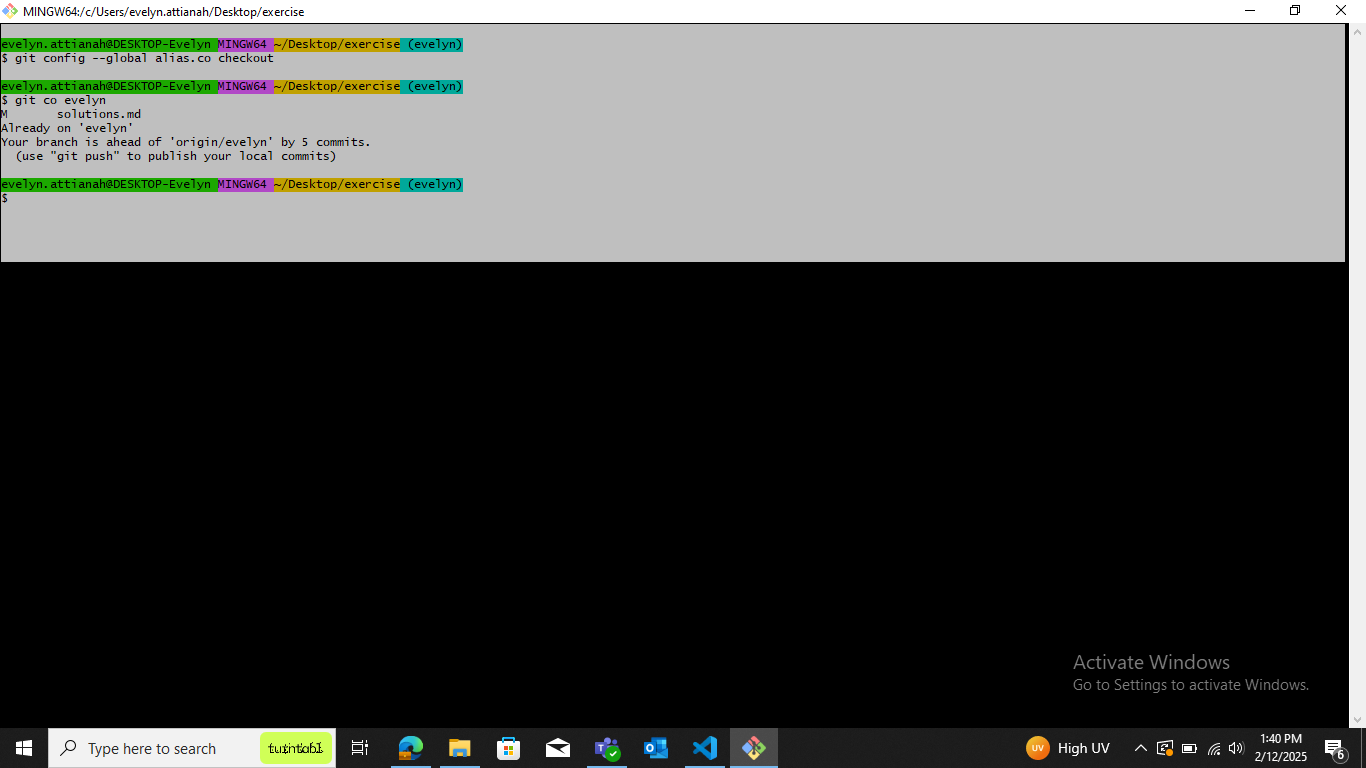 MINGW64:/c/Users/evelyn.attianah/Desktop/exercise
evelyn.attianah@DESKTOP-Evelyn MINGW64 ~/Desktop/exercise (evelyn)
$ git config --global alias.co checkout
evelyn.attianah@DESKTOP-Evelyn MINGW64 ~/Desktop/exercise (evelyn)
$ git co evelyn
M       solutions.md
Already on 'evelyn'
Your branch is ahead of 'origin/evelyn' by 5 commits.
  (use "git push" to publish your local commits)
evelyn.attianah@DESKTOP-Evelyn MINGW64 ~/Desktop/exercise (evelyn)
$
Activate Windows
Go to Settings to activate Windows.
Type here to search
UV High UV
1:40 PM
2/12/2025
6